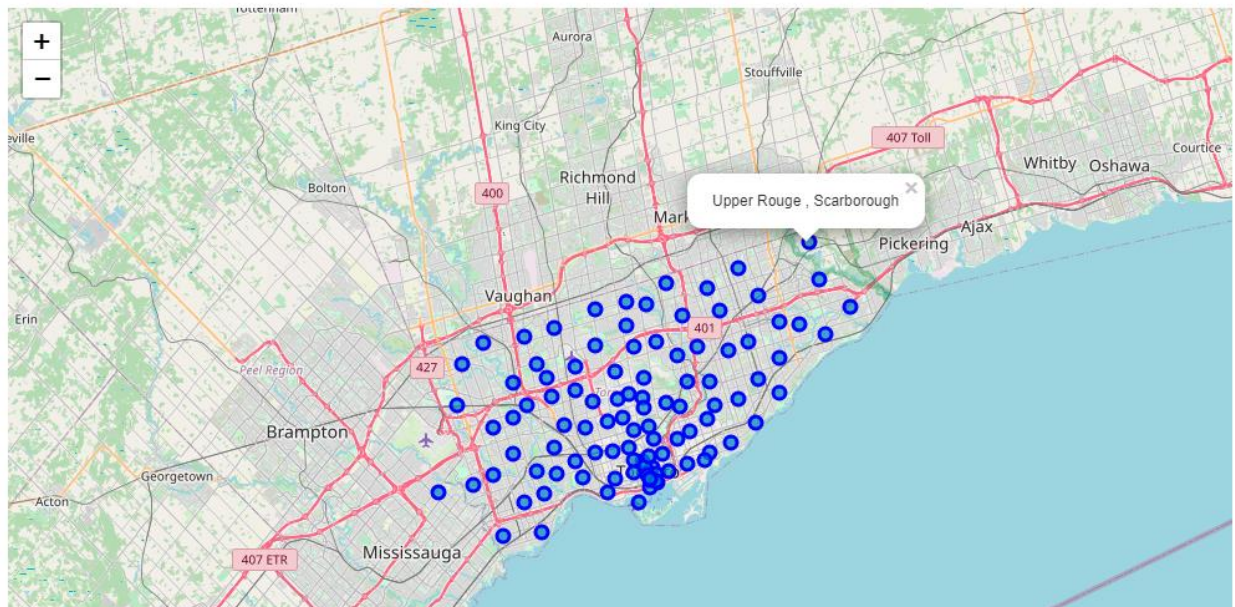 Tottenham
+
−
Aurora
Stouffville
King City
407 Toll
Courtice
Whitby
Oshawa
Bolton
400
Richmond
Hill
Upper Rouge , Scarborough
×
Ajax
Pickering
Vaughan
Erin
401
427
Peel Region
Brampton
Georgetown
Acton
Mississauga
407 ETR